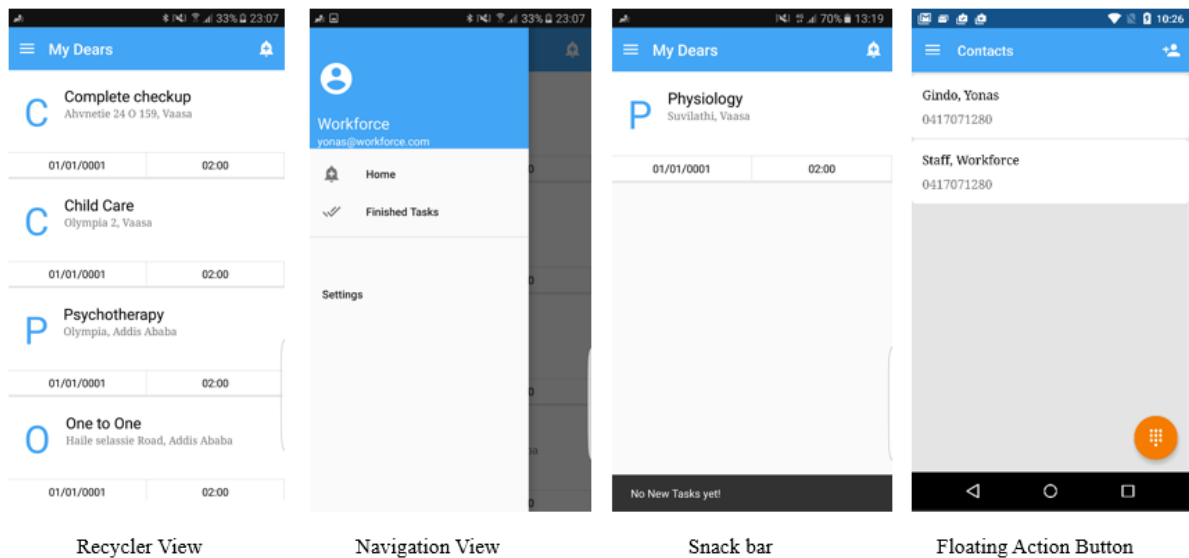 33% 23:07
My Dears
C
Complete checkup
Ahvnetie 24 O 159, Vaasa
01/01/0001 02:00
C
Child Care
Olympia 2, Vaasa
01/01/0001 02:00
P
Psychotherapy
Olympia, Addis Ababa
01/01/0001 02:00
O
One to One
Haile selassie Road, Addis Ababa
01/01/0001 02:00
Recycler View
33% 23:07
Workforce
yonas@workforce.com
Home
Finished Tasks
Settings
Navigation View
70% 13:19
My Dears
P
Physiology
Suvilathi, Vaasa
01/01/0001 02:00
No New Tasks yet!
Snack bar
10:26
Contacts
Gindo, Yonas
0417071280
Staff, Workforce
0417071280
Floating Action Button